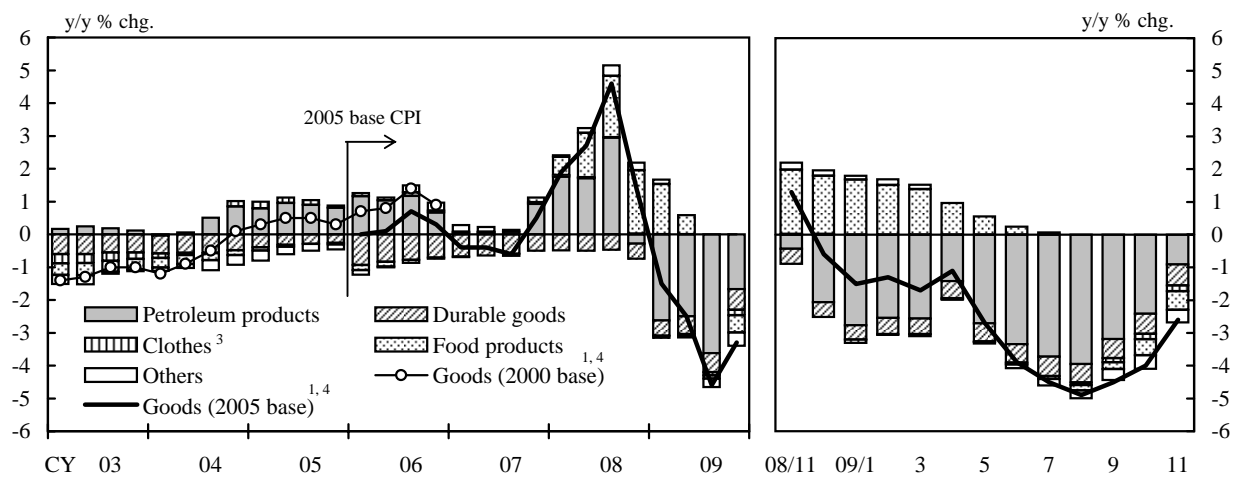 y/y % chg.
y/y % chg.
6
5
4
3
2
1
0
-1
-2
-3
-4
-5
-6
2005 base CPI
Petroleum products
Durable goods
Clothes 3
Food products
Others
Goods (2000 base) 1, 4
Goods (2005 base) 1, 4
6
5
4
3
2
1
0
-1
-2
-3
-4
-5
-6
CY 03 04 05 06 07 08 09
08/11 09/1 3 5 7 9 11